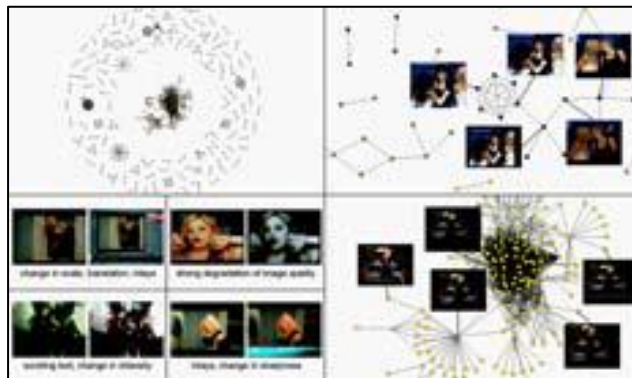 change in scale, translation, inlays
strong degradation of image quality
scrolling text, change in intensity
inlays, change in sharpness